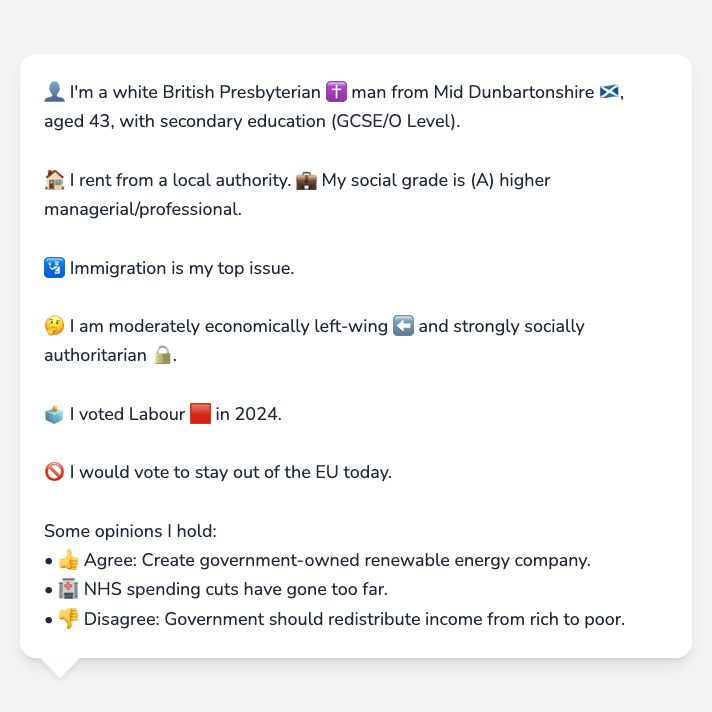 👤 I'm a white British Presbyterian ✝️ man from Mid Dunbartonshire 🏴󠁧󠁢󠁳󠁣󠁴󠁿,
aged 43, with secondary education (GCSE/O Level).
🏠 I rent from a local authority. 💼 My social grade is (A) higher
managerial/professional.
🛂 Immigration is my top issue.
🤔 I am moderately economically left-wing ⬅️ and strongly socially
authoritarian 🔒.
🗳️ I voted Labour 🟥 in 2024.
🚫 I would vote to stay out of the EU today.
Some opinions I hold:
• 👍 Agree: Create government-owned renewable energy company.
• 🏥 NHS spending cuts have gone too far.
• 👎 Disagree: Government should redistribute income from rich to poor.